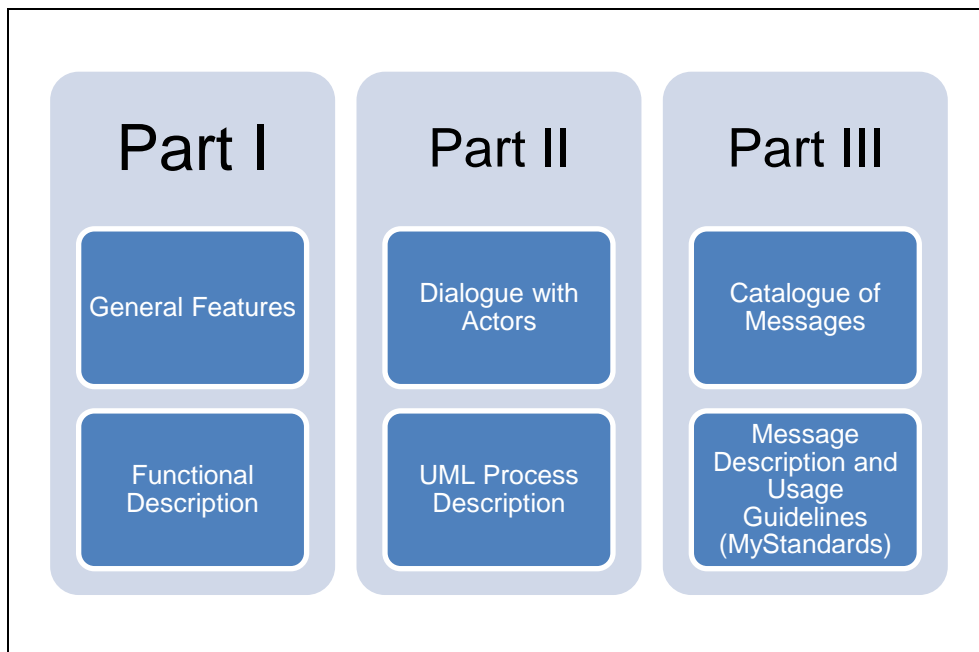 Part I
General Features
Functional
Description
Part II
Dialogue with
Actors
UML Process
Description
Part III
Catalogue of
Messages
Message
Description and
Usage
Guidelines
(MyStandards)